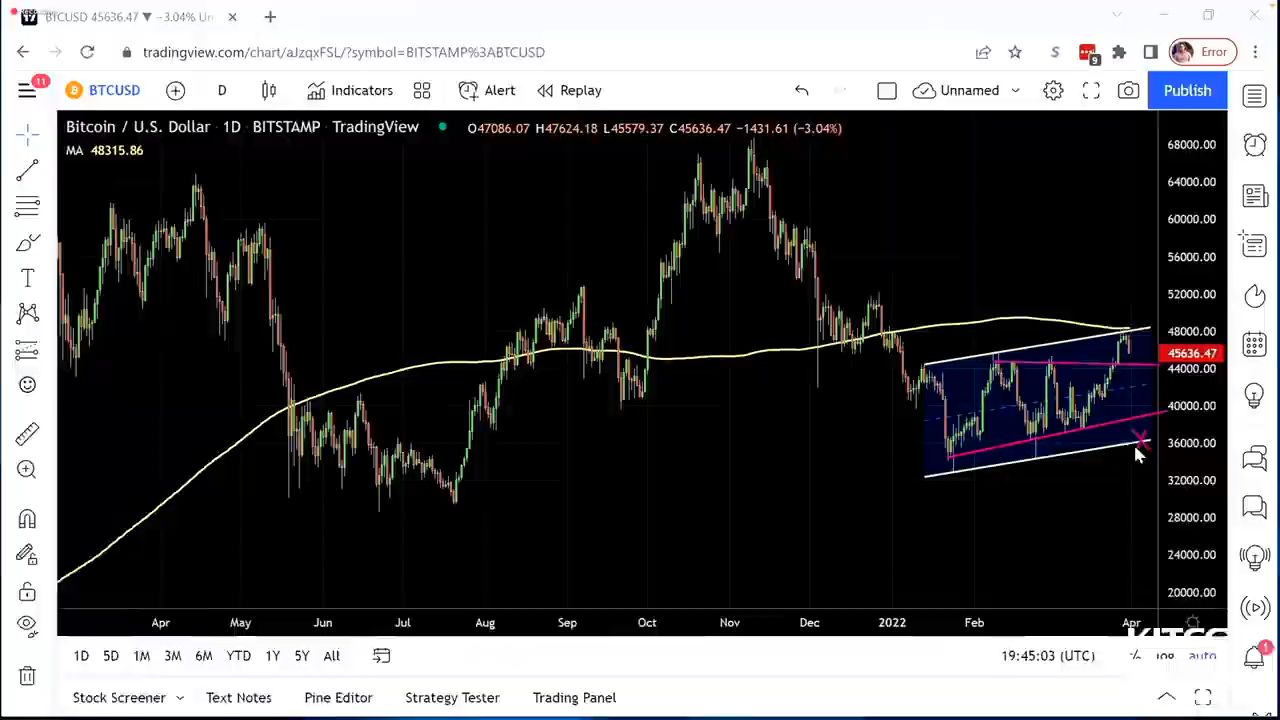 BTCUSD 45636.47 ▼ −3.04% Un
tradingview.com/chart/aJzqxFSL/?symbol=BITSTAMP%3ABTCUSD
S
9
Error
11
BTCUSD
D
Indicators
Alert
Replay
Unnamed
Publish
Bitcoin / U.S. Dollar 1D BITSTAMP TradingView
O47086.07 H47624.18 L45579.37 C45636.47 −1431.61 (−3.04%)
MA 48315.86
68000.00
64000.00
60000.00
56000.00
52000.00
48000.00
45636.47
44000.00
40000.00
36000.00
32000.00
28000.00
24000.00
20000.00
Apr May Jun Jul Aug Sep Oct Nov Dec 2022 Feb Apr
1D 5D 1M 3M 6M YTD 1Y 5Y All
19:45:03 (UTC) % log auto
1
Stock Screener Text Notes Pine Editor Strategy Tester Trading Panel